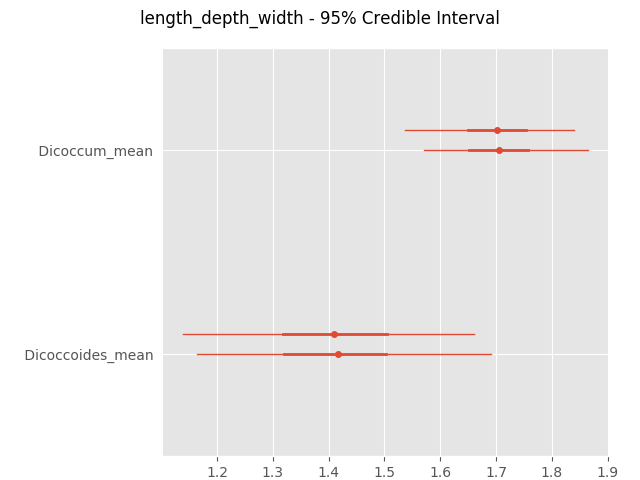 length_depth_width - 95% Credible Interval
Dicoccum_mean
Dicoccoides_mean
1.2 1.3 1.4 1.5 1.6 1.7 1.8 1.9